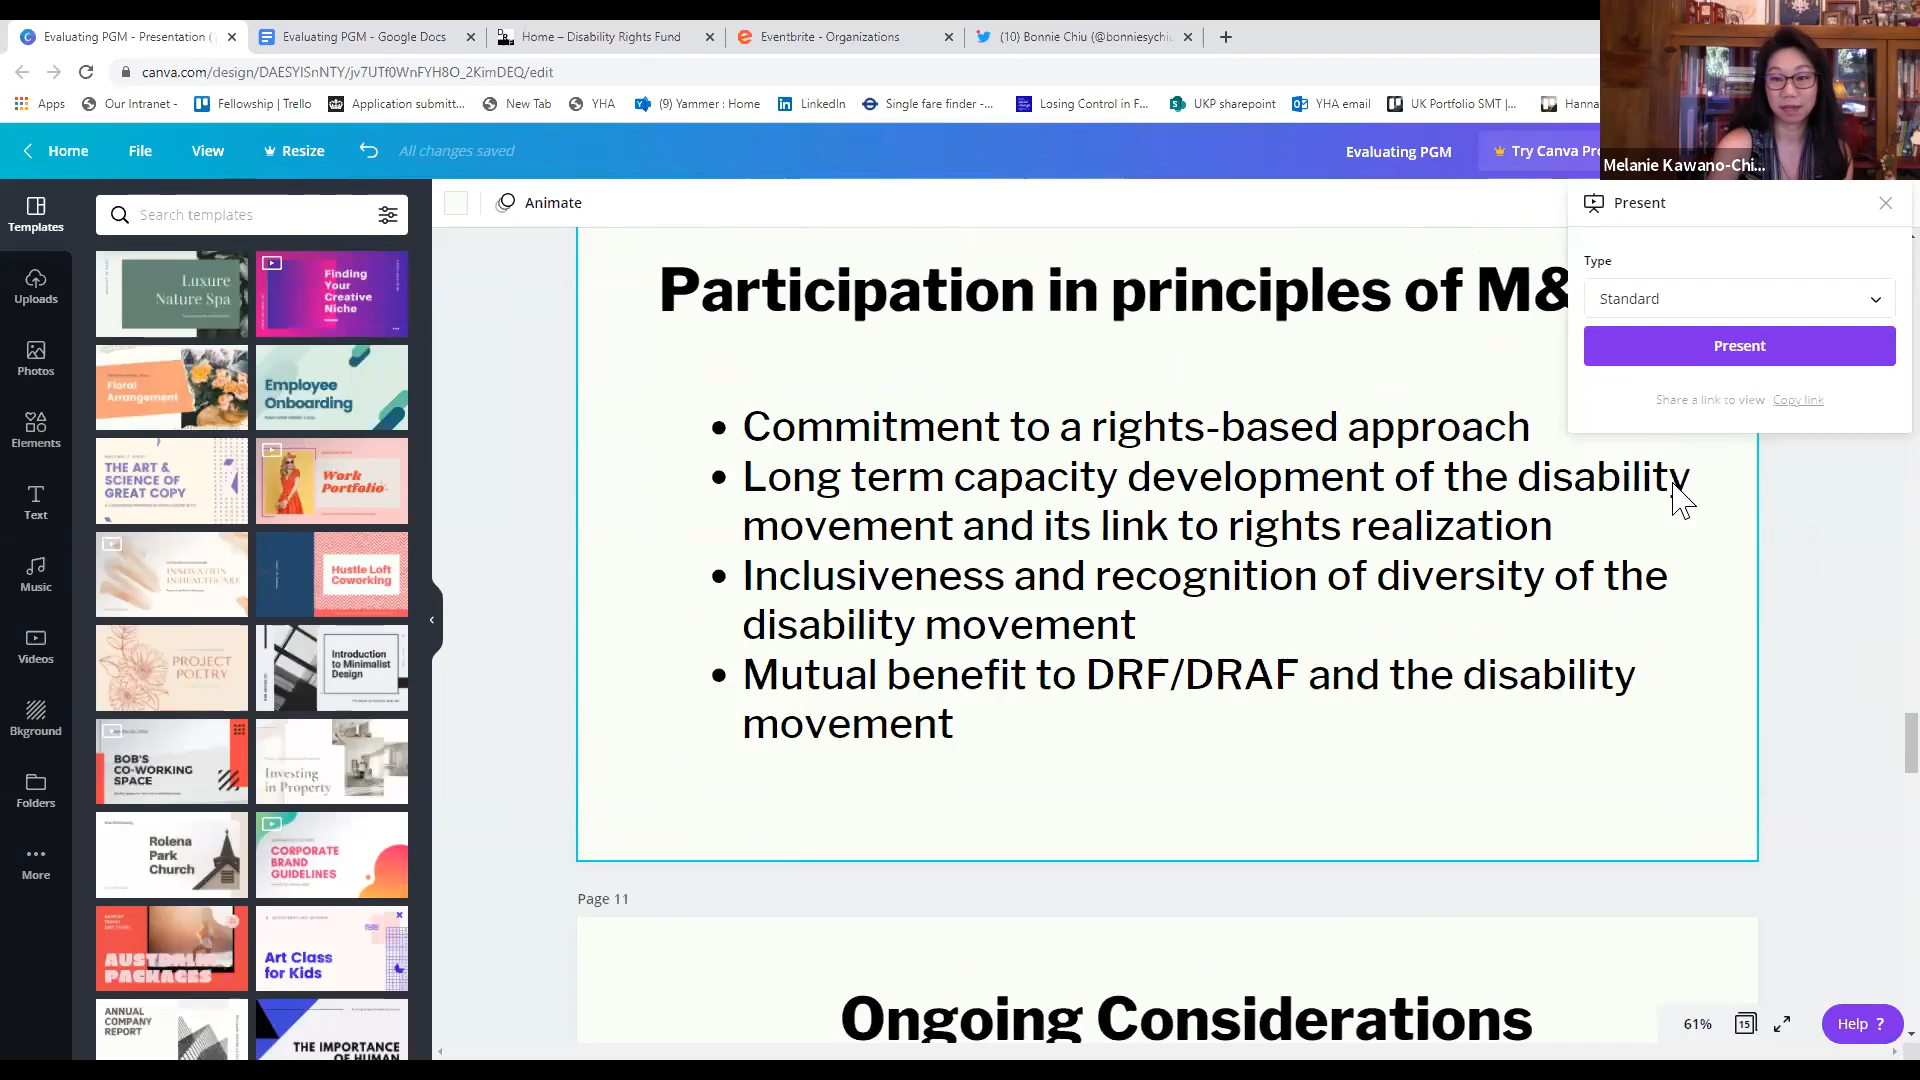 Evaluating PGM - Presentation (
Evaluating PGM - Google Docs
Home – Disability Rights Fund
Eventbrite - Organizations
(10) Bonnie Chiu (@bonniesychiu
canva.com/design/DAESYlSnNTY/jv7UTf0WnFYH8O_2KimDEQ/edit
Apps
Our Intranet -
Fellowship | Trello
Application submitt...
New Tab
YHA
(9) Yammer : Home
LinkedIn
Single fare finder -...
Losing Control in F...
UKP sharepoint
YHA email
UK Portfolio SMT |...
Hanna
Melanie Kawano-Chi...
Home
File
View
Resize
All changes saved
Evaluating PGM
Try Canva Pro
Templates
Uploads
Photos
Elements
Text
Music
Videos
Bkground
Folders
More
Search templates
Luxure
Nature Spa
Finding
Your
Creative
Niche
Floral
Arrangement
Employee
Onboarding
THE ART &
SCIENCE OF
GREAT COPY
Work
Portfolio
INNOVATION
IN HEALTHCARE
Hustle Loft
Coworking
PROJECT
POETRY
Introduction
to Minimalist
Design
BOB'S
CO-WORKING
SPACE
Investing
in Property
Rolena
Park
Church
CORPORATE
BRAND
GUIDELINES
AUSTRALIA
PACKAGES
Art Class
for Kids
ANNUAL
COMPANY
REPORT
THE IMPORTANCE
OF HUMAN
Animate
Present
Type
Standard
Present
Share a link to view Copy link
Participation in principles of M&
• Commitment to a rights-based approach
• Long term capacity development of the disability
movement and its link to rights realization
• Inclusiveness and recognition of diversity of the
disability movement
• Mutual benefit to DRF/DRAF and the disability
movement
Page 11
Ongoing Considerations
61%
15
Help ?